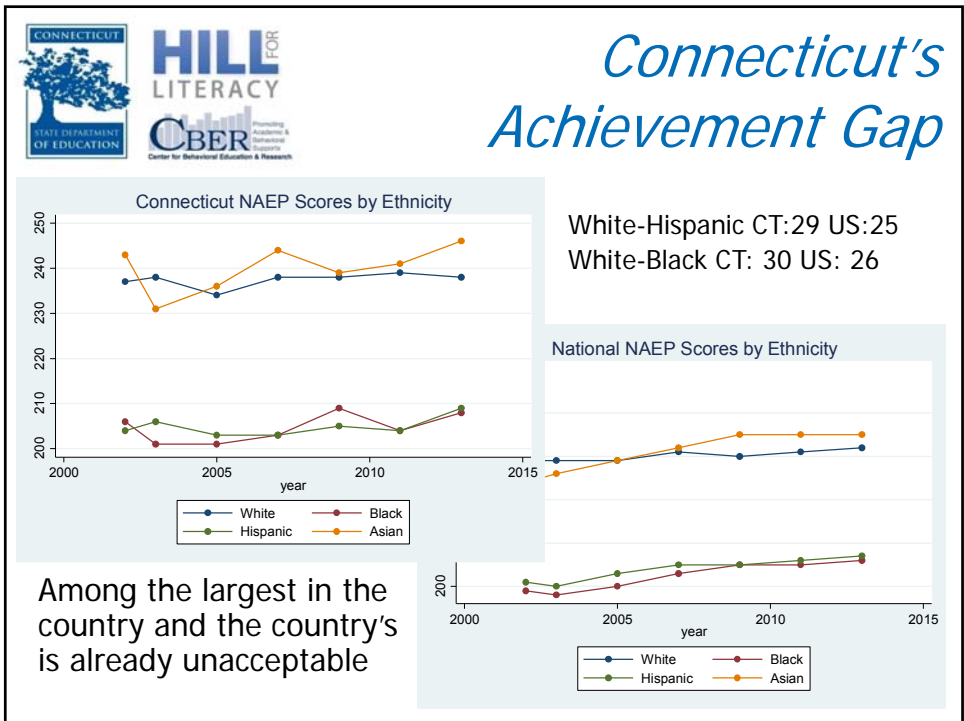 CONNECTICUT
STATE DEPARTMENT
OF EDUCATION
HILL FOR
LITERACY
CBER Promoting Academic & Behavioral Supports
Center for Behavioral Education & Research
Connecticut's
Achievement Gap
Connecticut NAEP Scores by Ethnicity
250
240
230
220
210
200
2000 2005 2010 2015
year
White Black
Hispanic Asian
White-Hispanic CT:29 US:25
White-Black CT: 30 US: 26
National NAEP Scores by Ethnicity
200
2000 2005 2010 2015
year
White Black
Hispanic Asian
Among the largest in the
country and the country's
is already unacceptable